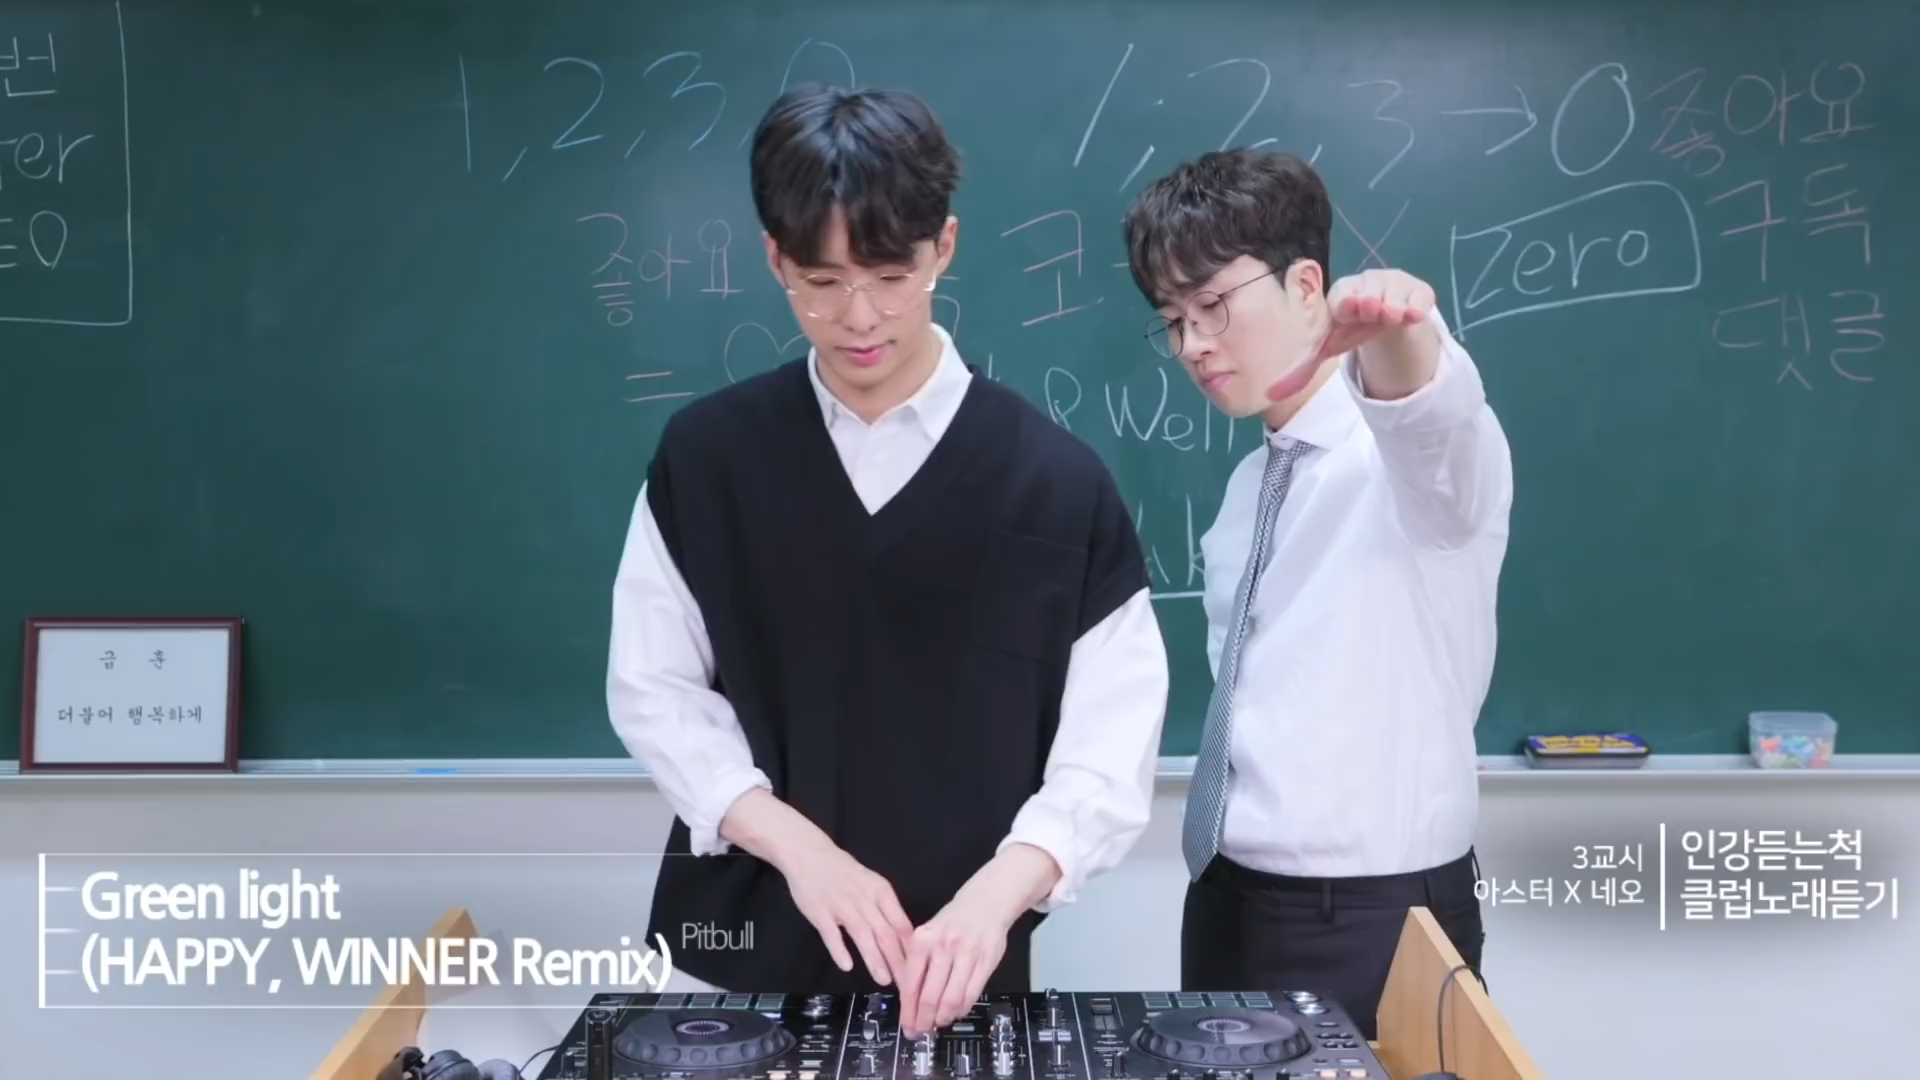 1, 2, 3, 0
1, 2, 3 → 0
좋아요
구독
댓글
Zero
좋아요
코
X
=
& Well
급 훈
더불어 행복하게
Green light
(HAPPY, WINNER Remix)
Pitbull
3교시
아스터 X 네오
인강듣는척
클럽노래듣기